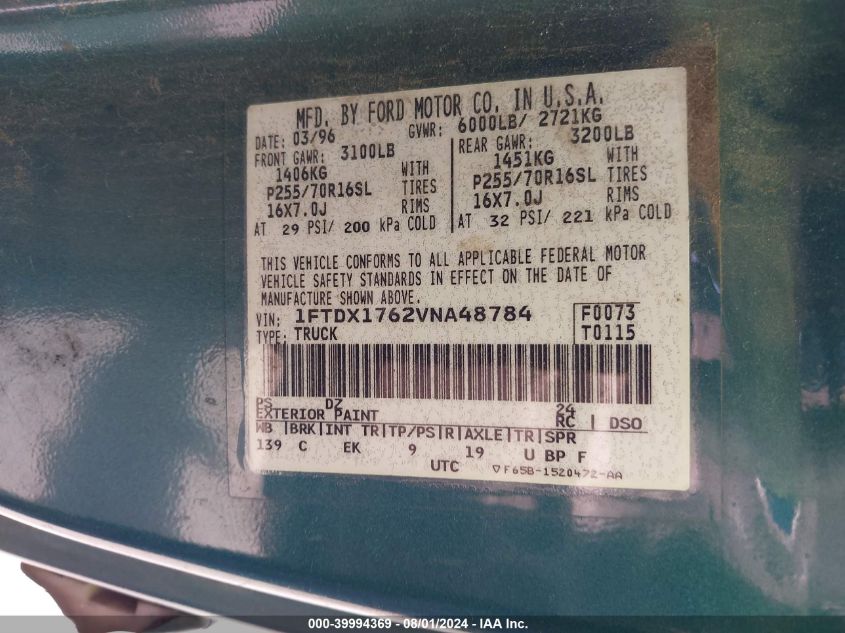 MFD. BY FORD MOTOR CO. IN U.S.A.
DATE: 03/96 GVWR: 6000LB/ 2721KG
FRONT GAWR: 3100LB REAR GAWR: 3200LB
1406KG WITH 1451KG WITH
P255/70R16SL TIRES P255/70R16SL TIRES
16X7.0J RIMS 16X7.0J RIMS
AT 29 PSI/ 200 kPa COLD AT 32 PSI/ 221 kPa COLD
THIS VEHICLE CONFORMS TO ALL APPLICABLE FEDERAL MOTOR
VEHICLE SAFETY STANDARDS IN EFFECT ON THE DATE OF
MANUFACTURE SHOWN ABOVE.
VIN: 1FTDX1762VNA48784 F0073
TYPE: TRUCK T0115
PS DZ 24
EXTERIOR PAINT RC DSO
WB |BRK|INT TR|TP/PS|R|AXLE|TR|SPR
139 C EK 9 19 U BP F
UTC ▽F65B-1520472-AA
000-39994369 - 08/01/2024 - IAA Inc.